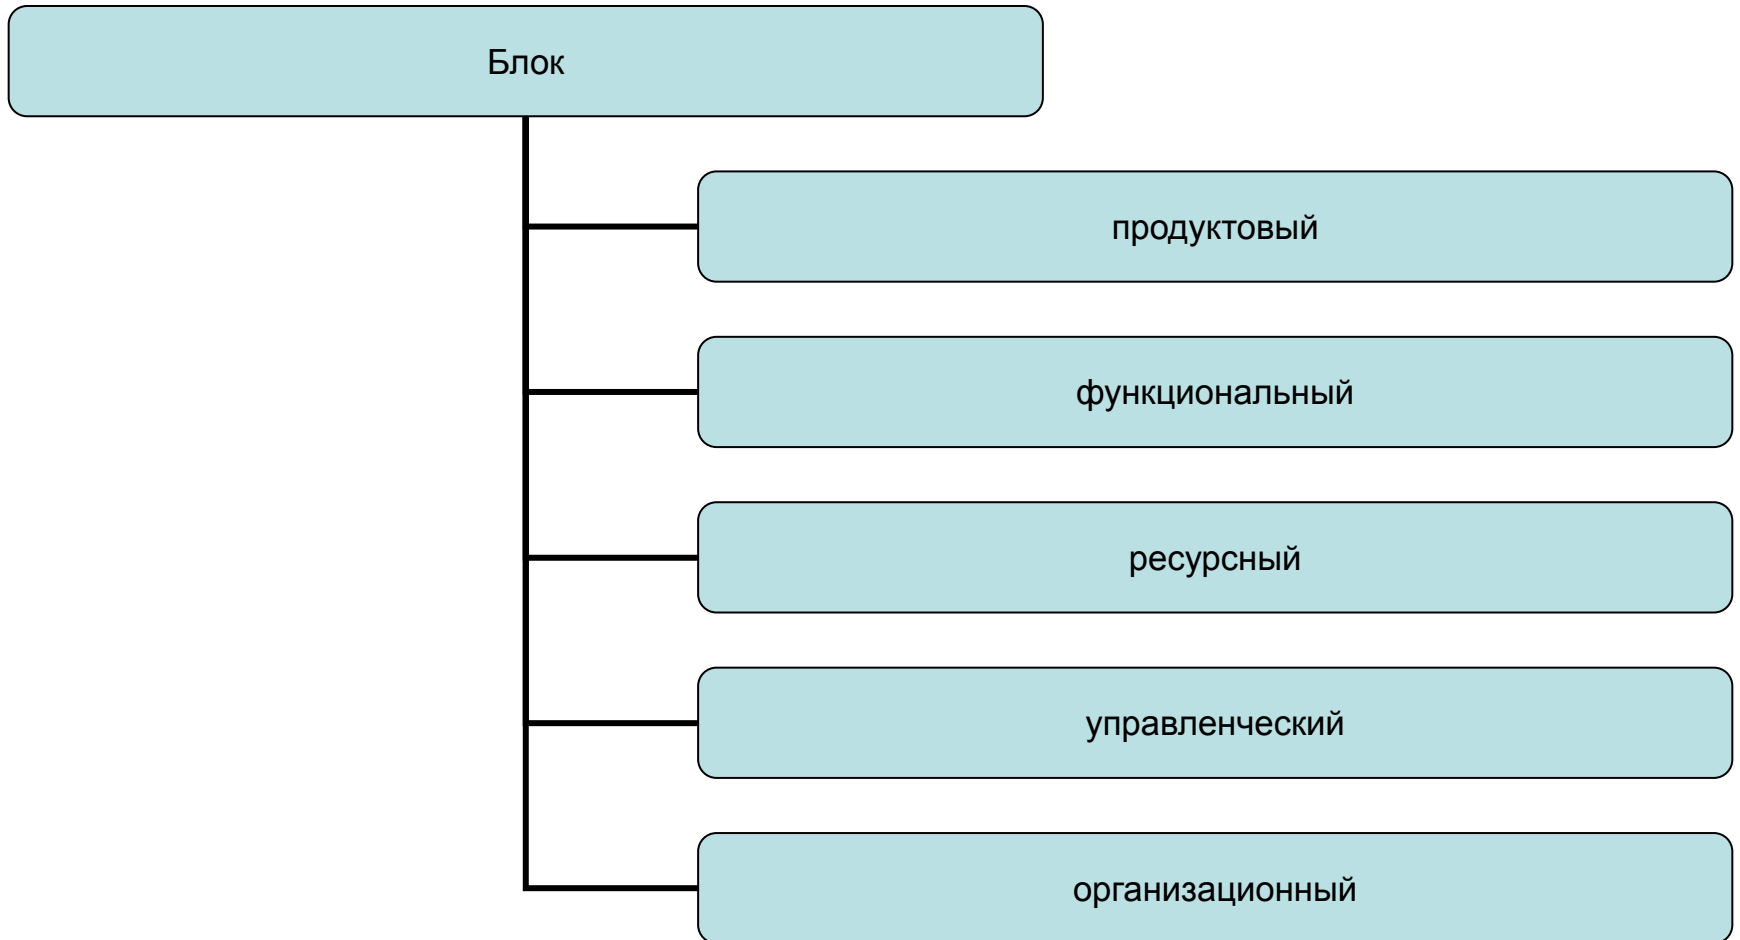 Блок
продуктовый
функциональный
ресурсный
управленческий
организационный